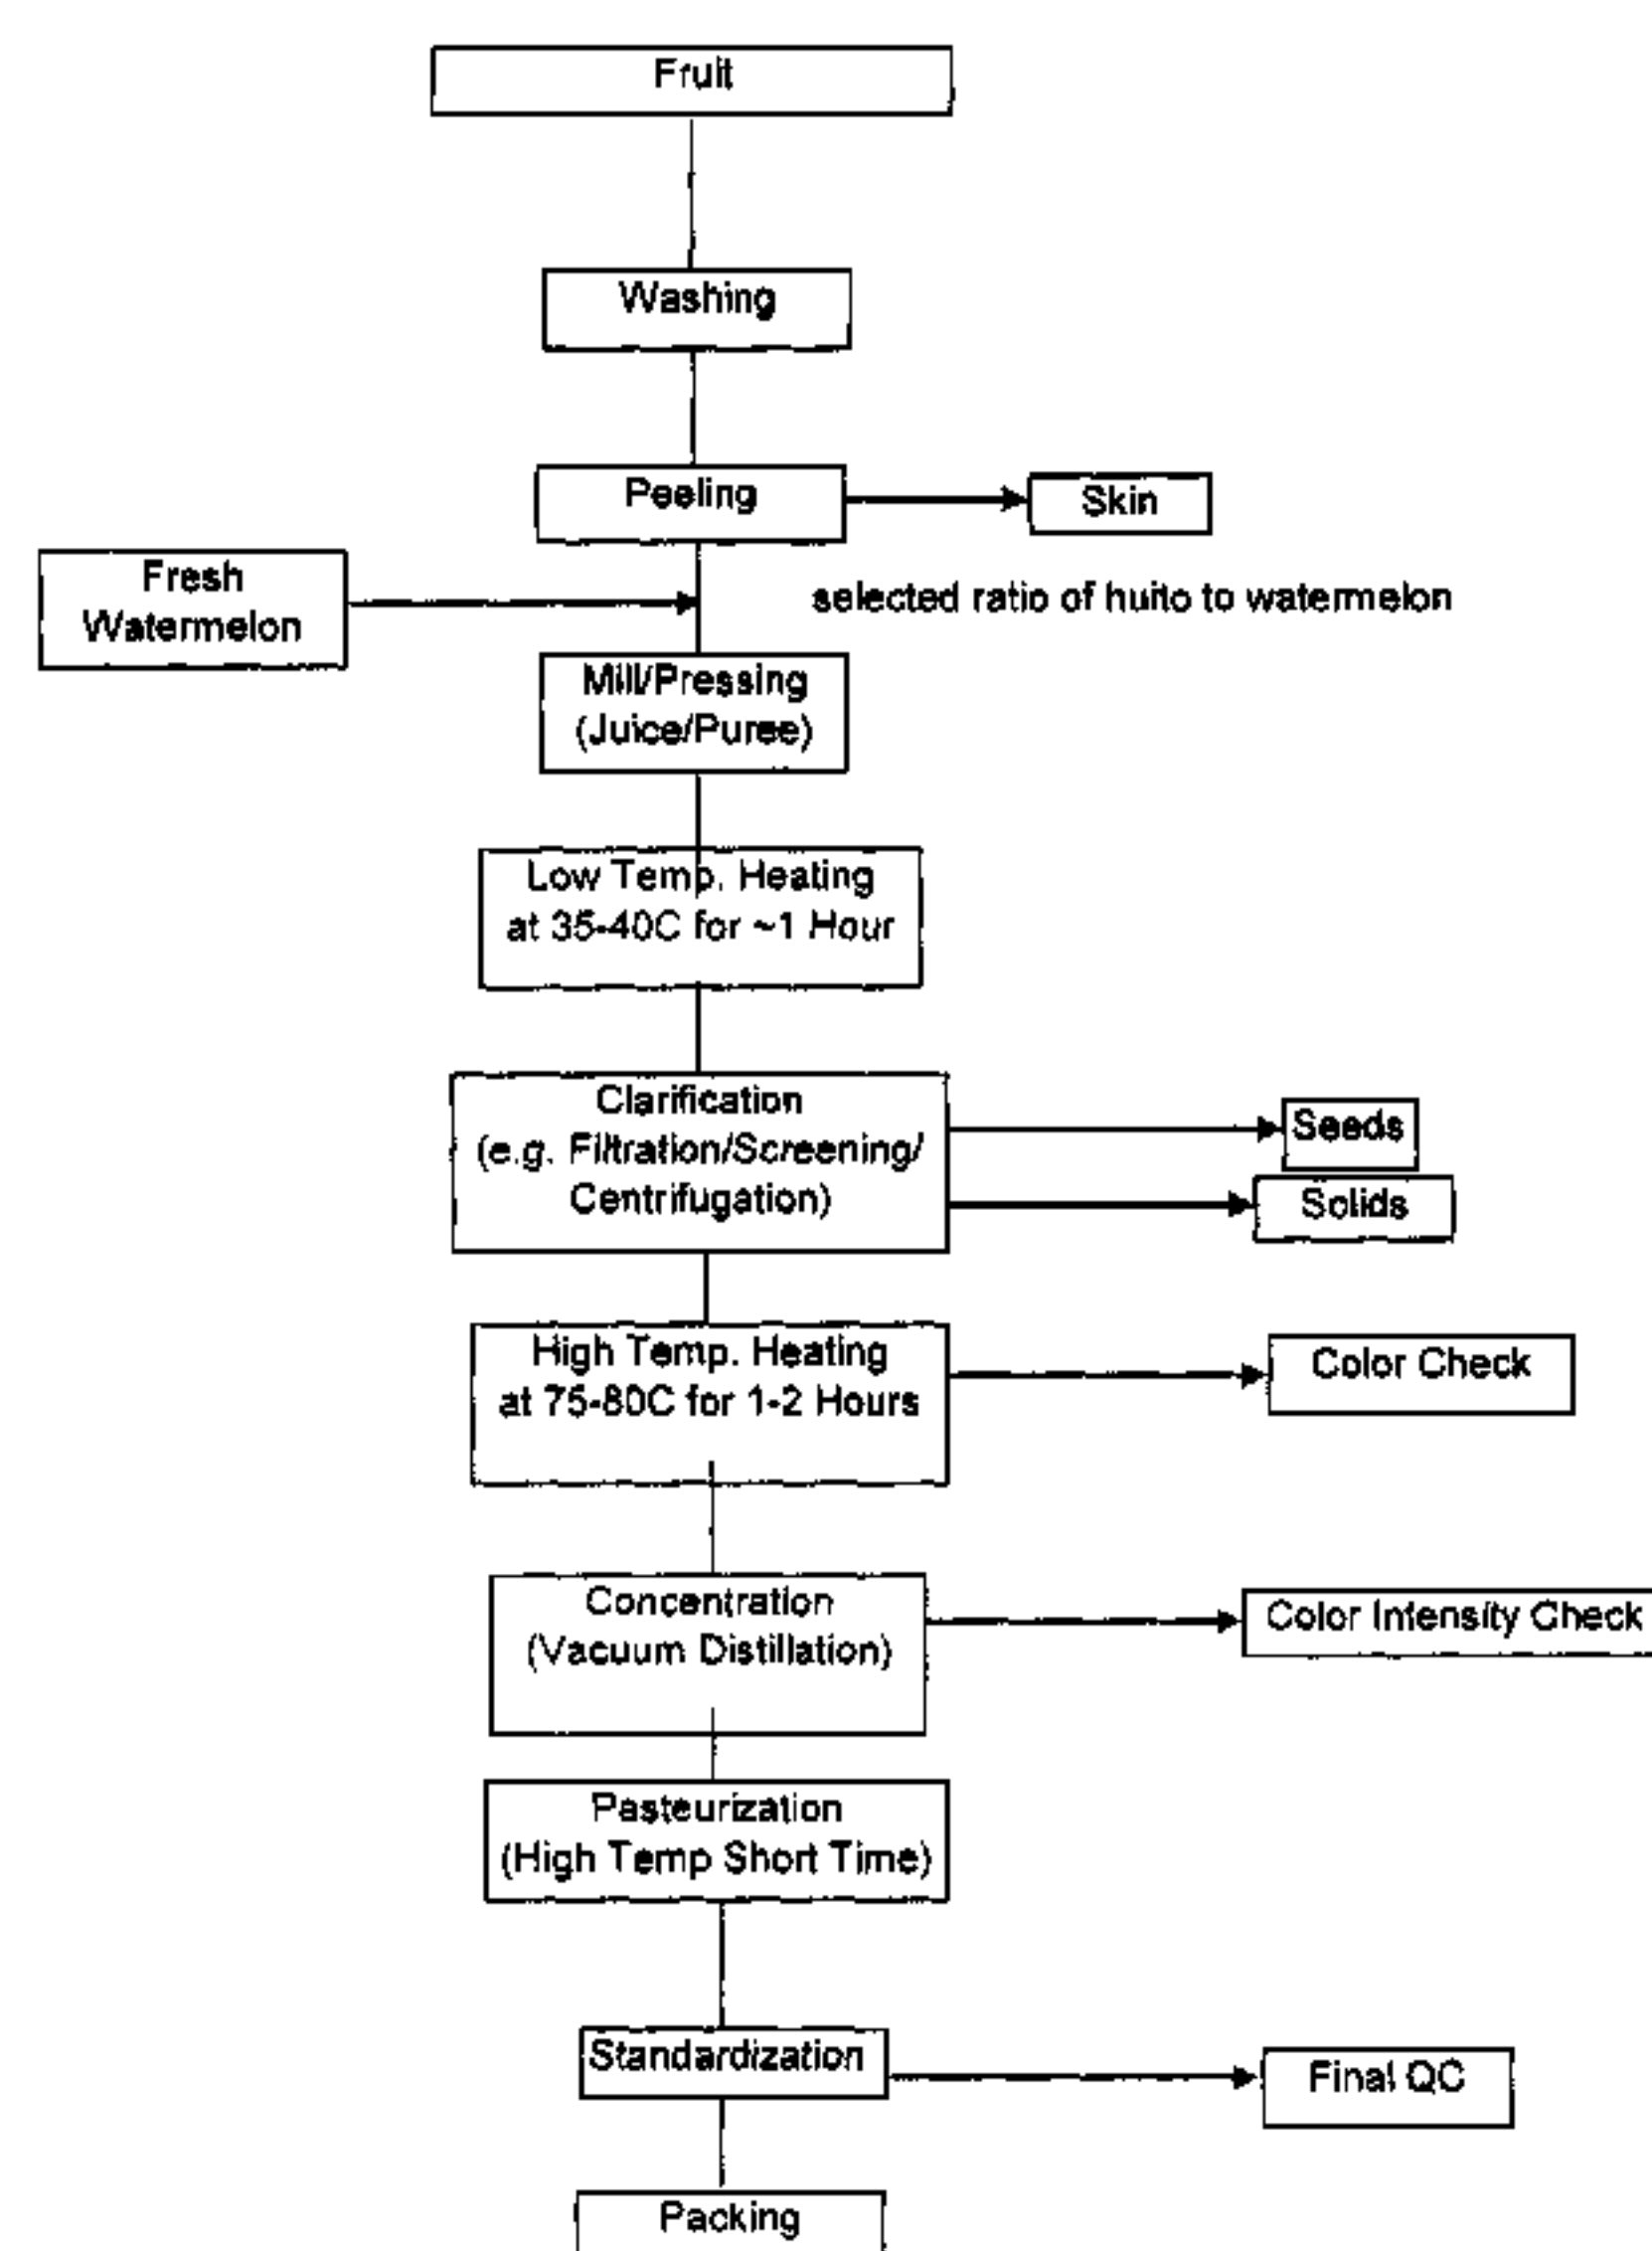 Fruit
Washing
Peeling
Skin
Fresh
Watermelon
selected ratio of huito to watermelon
Mill/Pressing
(Juice/Puree)
Low Temp. Heating
at 35-40C for ~1 Hour
Clarification
(e.g. Filtration/Screening/
Centrifugation)
Seeds
Solids
High Temp. Heating
at 75-80C for 1-2 Hours
Color Check
Concentration
(Vacuum Distillation)
Color Intensity Check
Pasteurization
(High Temp Short Time)
Standardization
Final QC
Packing